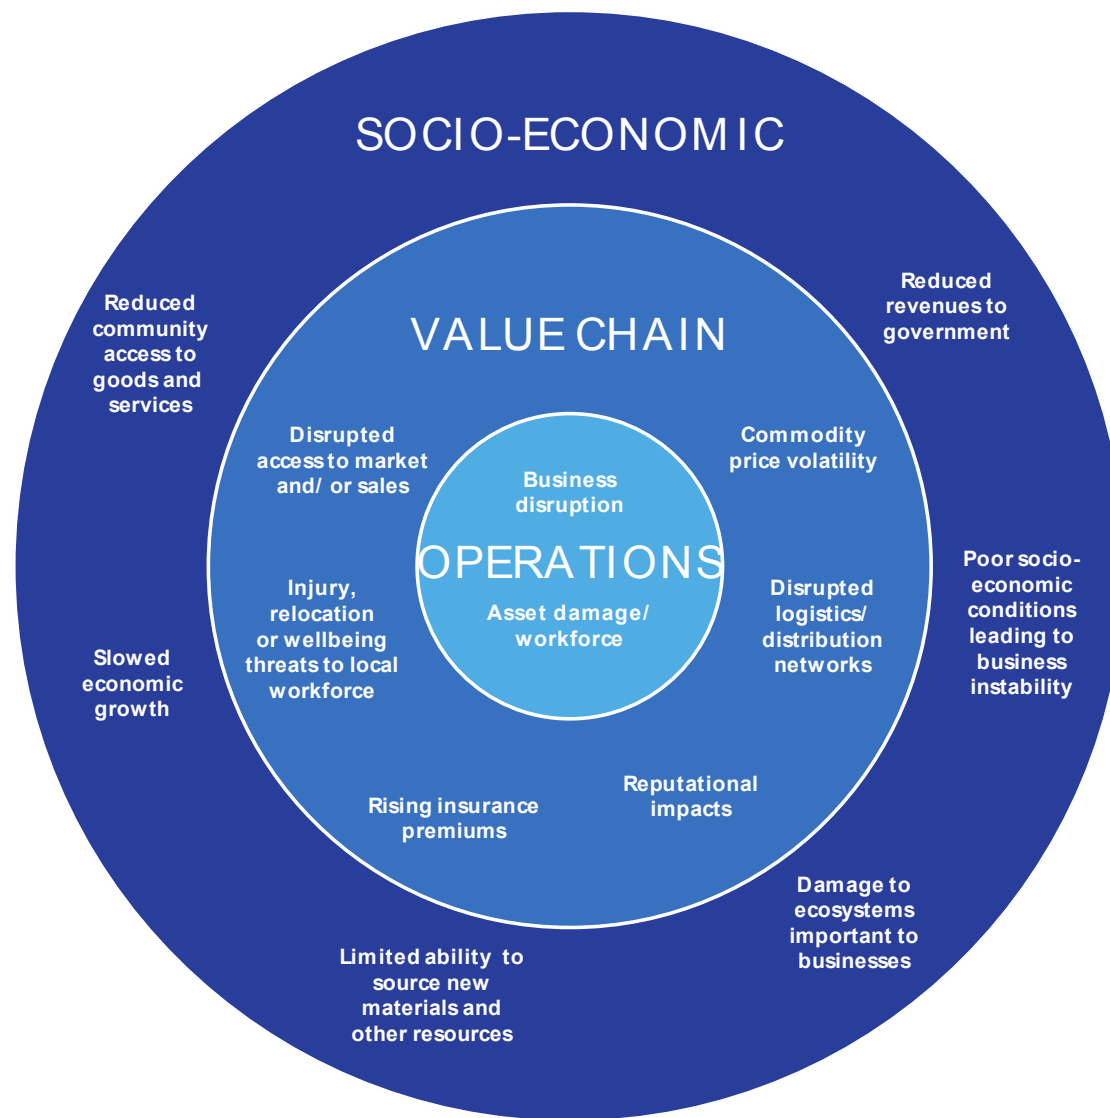 SOCIO-ECONOMIC
Reduced
community
access to
goods and
services
Reduced
revenues to
government
VALUE CHAIN
Disrupted
access to market
and/ or sales
Commodity
price volatility
Business
disruption
OPERATIONS
Asset damage/
workforce
Injury,
relocation
or wellbeing
threats to local
workforce
Disrupted
logistics/
distribution
networks
Poor socio-
economic
conditions
leading to
business
instability
Slowed
economic
growth
Rising insurance
premiums
Reputational
impacts
Damage to
ecosystems
important to
businesses
Limited ability to
source new
materials and
other resources